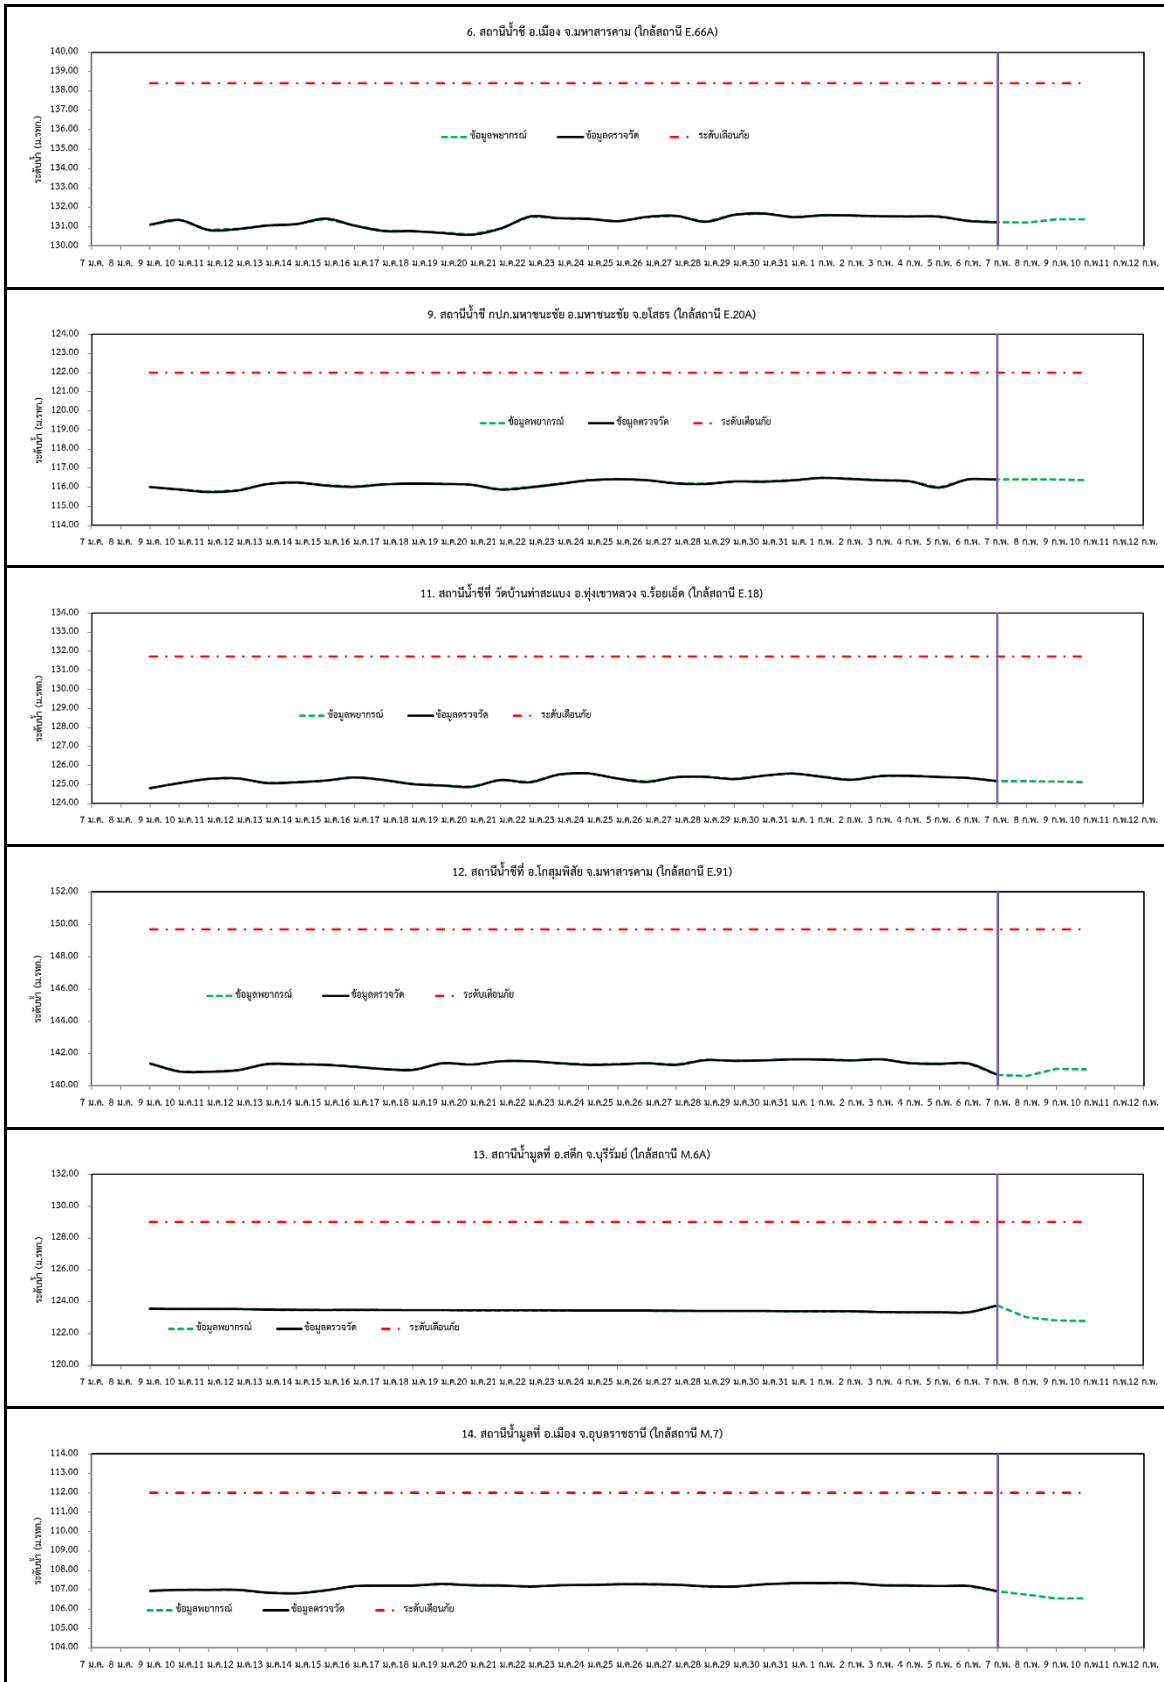 6. สถานีน้ำชี อ.เมือง จ.มหาสารคาม (ใกล้สถานี E.66A)
140.00
139.00
138.00
137.00
136.00
135.00
134.00
133.00
132.00
131.00
130.00
ระดับน้ำ (ม.รทก.)
ข้อมูลพยากรณ์ ข้อมูลตรวจวัด ระดับเตือนภัย
7 ม.ค. 8 ม.ค. 9 ม.ค. 10 ม.ค. 11 ม.ค. 12 ม.ค. 13 ม.ค. 14 ม.ค. 15 ม.ค. 16 ม.ค. 17 ม.ค. 18 ม.ค. 19 ม.ค. 20 ม.ค. 21 ม.ค. 22 ม.ค. 23 ม.ค. 24 ม.ค. 25 ม.ค. 26 ม.ค. 27 ม.ค. 28 ม.ค. 29 ม.ค. 30 ม.ค. 31 ม.ค. 1 ก.พ. 2 ก.พ. 3 ก.พ. 4 ก.พ. 5 ก.พ. 6 ก.พ. 7 ก.พ. 8 ก.พ. 9 ก.พ. 10 ก.พ. 11 ก.พ. 12 ก.พ.
9. สถานีน้ำชี กปภ.มหาชนะชัย อ.มหาชนะชัย จ.ยโสธร (ใกล้สถานี E.20A)
124.00
123.00
122.00
121.00
120.00
119.00
118.00
117.00
116.00
115.00
114.00
ระดับน้ำ (ม.รทก.)
ข้อมูลพยากรณ์ ข้อมูลตรวจวัด ระดับเตือนภัย
7 ม.ค. 8 ม.ค. 9 ม.ค. 10 ม.ค. 11 ม.ค. 12 ม.ค. 13 ม.ค. 14 ม.ค. 15 ม.ค. 16 ม.ค. 17 ม.ค. 18 ม.ค. 19 ม.ค. 20 ม.ค. 21 ม.ค. 22 ม.ค. 23 ม.ค. 24 ม.ค. 25 ม.ค. 26 ม.ค. 27 ม.ค. 28 ม.ค. 29 ม.ค. 30 ม.ค. 31 ม.ค. 1 ก.พ. 2 ก.พ. 3 ก.พ. 4 ก.พ. 5 ก.พ. 6 ก.พ. 7 ก.พ. 8 ก.พ. 9 ก.พ. 10 ก.พ. 11 ก.พ. 12 ก.พ.
11. สถานีน้ำชีที่ วัดบ้านท่าสะแบง อ.ทุ่งเขาหลวง จ.ร้อยเอ็ด (ใกล้สถานี E.18)
134.00
133.00
132.00
131.00
130.00
129.00
128.00
127.00
126.00
125.00
124.00
ระดับน้ำ (ม.รทก.)
ข้อมูลพยากรณ์ ข้อมูลตรวจวัด ระดับเตือนภัย
7 ม.ค. 8 ม.ค. 9 ม.ค. 10 ม.ค. 11 ม.ค. 12 ม.ค. 13 ม.ค. 14 ม.ค. 15 ม.ค. 16 ม.ค. 17 ม.ค. 18 ม.ค. 19 ม.ค. 20 ม.ค. 21 ม.ค. 22 ม.ค. 23 ม.ค. 24 ม.ค. 25 ม.ค. 26 ม.ค. 27 ม.ค. 28 ม.ค. 29 ม.ค. 30 ม.ค. 31 ม.ค. 1 ก.พ. 2 ก.พ. 3 ก.พ. 4 ก.พ. 5 ก.พ. 6 ก.พ. 7 ก.พ. 8 ก.พ. 9 ก.พ. 10 ก.พ. 11 ก.พ. 12 ก.พ.
12. สถานีน้ำชีที่ อ.โกสุมพิสัย จ.มหาสารคาม (ใกล้สถานี E.91)
152.00
150.00
148.00
146.00
144.00
142.00
140.00
ระดับน้ำ (ม.รทก.)
ข้อมูลพยากรณ์ ข้อมูลตรวจวัด ระดับเตือนภัย
7 ม.ค. 8 ม.ค. 9 ม.ค. 10 ม.ค. 11 ม.ค. 12 ม.ค. 13 ม.ค. 14 ม.ค. 15 ม.ค. 16 ม.ค. 17 ม.ค. 18 ม.ค. 19 ม.ค. 20 ม.ค. 21 ม.ค. 22 ม.ค. 23 ม.ค. 24 ม.ค. 25 ม.ค. 26 ม.ค. 27 ม.ค. 28 ม.ค. 29 ม.ค. 30 ม.ค. 31 ม.ค. 1 ก.พ. 2 ก.พ. 3 ก.พ. 4 ก.พ. 5 ก.พ. 6 ก.พ. 7 ก.พ. 8 ก.พ. 9 ก.พ. 10 ก.พ. 11 ก.พ. 12 ก.พ.
13. สถานีน้ำมูลที่ อ.สตึก จ.บุรีรัมย์ (ใกล้สถานี M.6A)
132.00
130.00
128.00
126.00
124.00
122.00
120.00
ระดับน้ำ (ม.รทก.)
ข้อมูลพยากรณ์ ข้อมูลตรวจวัด ระดับเตือนภัย
7 ม.ค. 8 ม.ค. 9 ม.ค. 10 ม.ค. 11 ม.ค. 12 ม.ค. 13 ม.ค. 14 ม.ค. 15 ม.ค. 16 ม.ค. 17 ม.ค. 18 ม.ค. 19 ม.ค. 20 ม.ค. 21 ม.ค. 22 ม.ค. 23 ม.ค. 24 ม.ค. 25 ม.ค. 26 ม.ค. 27 ม.ค. 28 ม.ค. 29 ม.ค. 30 ม.ค. 31 ม.ค. 1 ก.พ. 2 ก.พ. 3 ก.พ. 4 ก.พ. 5 ก.พ. 6 ก.พ. 7 ก.พ. 8 ก.พ. 9 ก.พ. 10 ก.พ. 11 ก.พ. 12 ก.พ.
14. สถานีน้ำมูลที่ อ.เมือง จ.อุบลราชธานี (ใกล้สถานี M.7)
114.00
113.00
112.00
111.00
110.00
109.00
108.00
107.00
106.00
105.00
104.00
ระดับน้ำ (ม.รทก.)
ข้อมูลพยากรณ์ ข้อมูลตรวจวัด ระดับเตือนภัย
7 ม.ค. 8 ม.ค. 9 ม.ค. 10 ม.ค. 11 ม.ค. 12 ม.ค. 13 ม.ค. 14 ม.ค. 15 ม.ค. 16 ม.ค. 17 ม.ค. 18 ม.ค. 19 ม.ค. 20 ม.ค. 21 ม.ค. 22 ม.ค. 23 ม.ค. 24 ม.ค. 25 ม.ค. 26 ม.ค. 27 ม.ค. 28 ม.ค. 29 ม.ค. 30 ม.ค. 31 ม.ค. 1 ก.พ. 2 ก.พ. 3 ก.พ. 4 ก.พ. 5 ก.พ. 6 ก.พ. 7 ก.พ. 8 ก.พ. 9 ก.พ. 10 ก.พ. 11 ก.พ. 12 ก.พ.